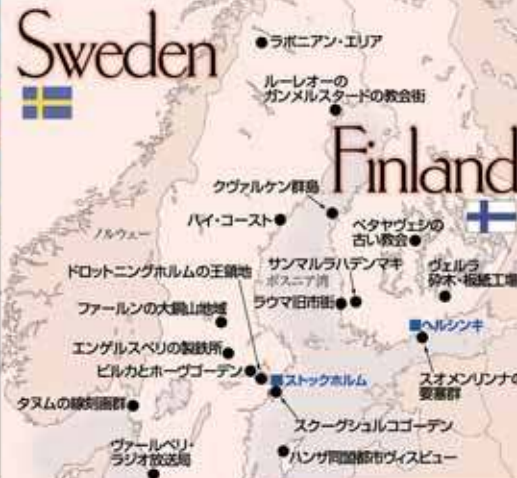 Sweden
ラポニアン・エリア
ルーレオーの
ガンメルスタードの教会街
Finland
クヴァルケン群島
ハイ・コースト
ペタヤヴェシの
古い教会
ノルウェー
ドロットニングホルムの王領地
サンマルラハデンマキ
ボスニア湾
ヴェルラ
砕木・板紙工場
ファールンの大銅山地域
ラウマ旧市街
ヘルシンキ
エンゲルスベリの製鉄所
ビルカとホーヴゴーデン
ストックホルム
スオメンリンナの
要塞群
タヌムの線刻画群
スクーグシュルコゴーデン
ヴァールベリ・
ラジオ放送局
ハンザ同盟都市ヴィスビュー